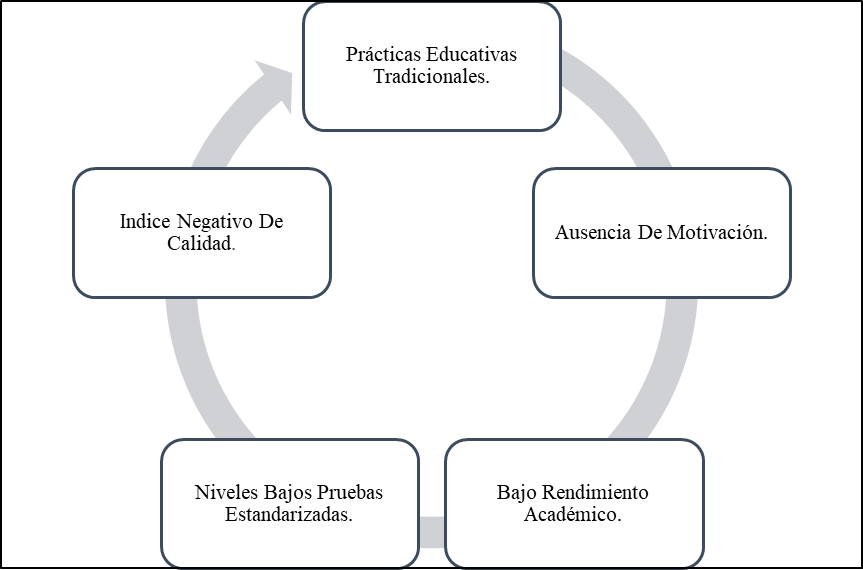 Prácticas Educativas
Tradicionales.
Ausencia De Motivación.
Bajo Rendimiento
Académico.
Niveles Bajos Pruebas
Estandarizadas.
Indice Negativo De
Calidad.